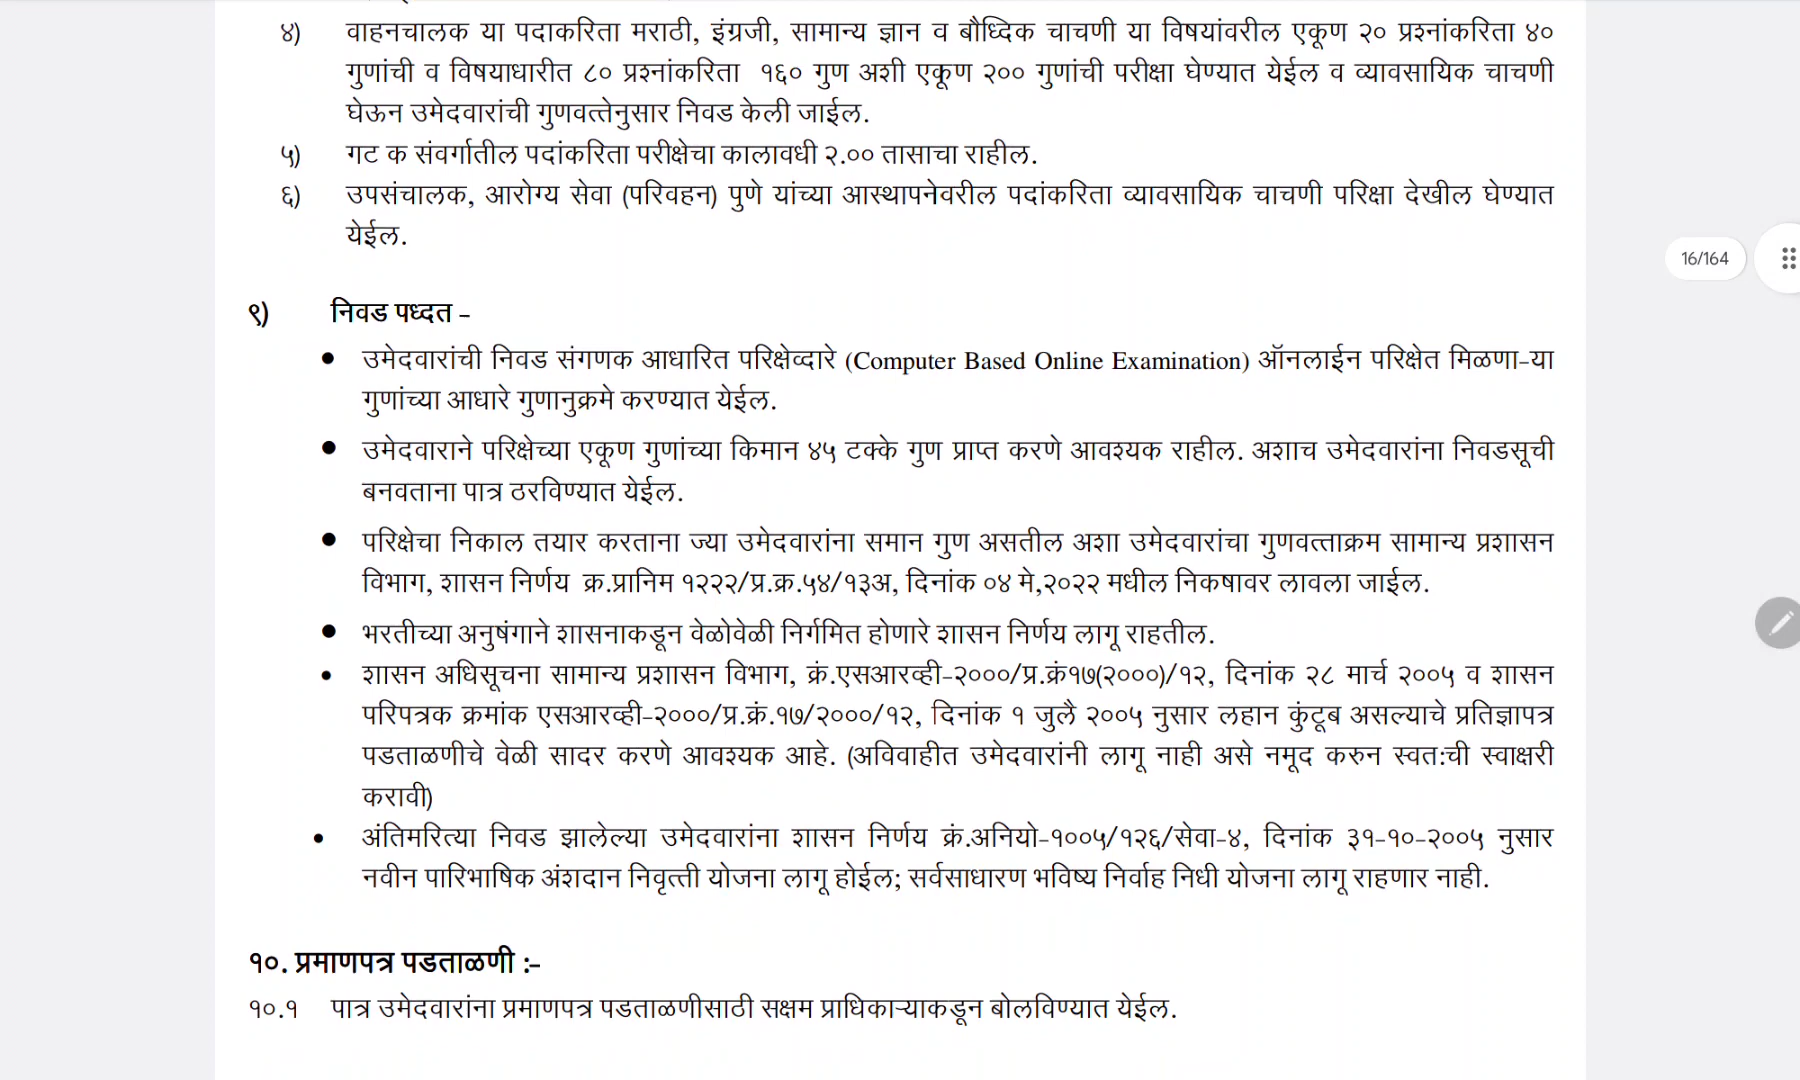 ४) वाहनचालक या पदाकरिता मराठी, इंग्रजी, सामान्य ज्ञान व बौध्दिक चाचणी या विषयांवरील एकूण २० प्रश्नांकरिता ४०
गुणांची व विषयाधारीत ८० प्रश्नांकरिता १६० गुण अशी एकूण २०० गुणांची परीक्षा घेण्यात येईल व व्यावसायिक चाचणी
घेऊन उमेदवारांची गुणवत्तेनुसार निवड केली जाईल.
५) गट क संवर्गातील पदांकरिता परीक्षेचा कालावधी २.०० तासाचा राहील.
६) उपसंचालक, आरोग्य सेवा (परिवहन) पुणे यांच्या आस्थापनेवरील पदांकरिता व्यावसायिक चाचणी परिक्षा देखील घेण्यात
येईल.
16/164
९) निवड पध्दत –
● उमेदवारांची निवड संगणक आधारित परिक्षेव्दारे (Computer Based Online Examination) ऑनलाईन परिक्षेत मिळणा-या
गुणांच्या आधारे गुणानुक्रमे करण्यात येईल.
● उमेदवाराने परिक्षेच्या एकूण गुणांच्या किमान ४५ टक्के गुण प्राप्त करणे आवश्यक राहील. अशाच उमेदवारांना निवडसूची
बनवताना पात्र ठरविण्यात येईल.
● परिक्षेचा निकाल तयार करताना ज्या उमेदवारांना समान गुण असतील अशा उमेदवारांचा गुणवत्ताक्रम सामान्य प्रशासन
विभाग, शासन निर्णय क्र.प्रानिम १२२२/प्र.क्र.५४/१३अ, दिनांक ०४ मे,२०२२ मधील निकषावर लावला जाईल.
● भरतीच्या अनुषंगाने शासनाकडून वेळोवेळी निर्गमित होणारे शासन निर्णय लागू राहतील.
• शासन अधिसूचना सामान्य प्रशासन विभाग, क्रं.एसआरव्ही-२०००/प्र.क्रं१७(२०००)/१२, दिनांक २८ मार्च २००५ व शासन
परिपत्रक क्रमांक एसआरव्ही-२०००/प्र.क्रं.१७/२०००/१२, दिनांक १ जुलै २००५ नुसार लहान कुंटूब असल्याचे प्रतिज्ञापत्र
पडताळणीचे वेळी सादर करणे आवश्यक आहे. (अविवाहीत उमेदवारांनी लागू नाही असे नमूद करुन स्वत:ची स्वाक्षरी
करावी)
• अंतिमरित्या निवड झालेल्या उमेदवारांना शासन निर्णय क्रं.अनियो-१००५/१२६/सेवा-४, दिनांक ३१-१०-२००५ नुसार
नवीन पारिभाषिक अंशदान निवृत्ती योजना लागू होईल; सर्वसाधारण भविष्य निर्वाह निधी योजना लागू राहणार नाही.
१०. प्रमाणपत्र पडताळणी :-
१०.१ पात्र उमेदवारांना प्रमाणपत्र पडताळणीसाठी सक्षम प्राधिकाऱ्याकडून बोलविण्यात येईल.